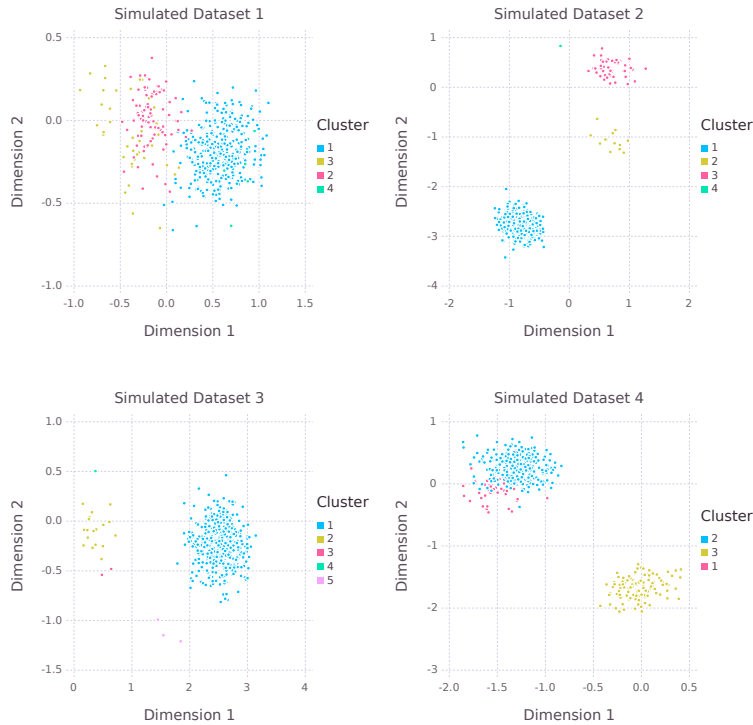 Simulated Dataset 1
Dimension 2
0.5
0.0
-0.5
-1.0
-1.0 -0.5 0.0 0.5 1.0 1.5
Dimension 1
Cluster
1
3
2
4
Simulated Dataset 2
Dimension 2
1
0
-1
-2
-3
-4
-2 -1 0 1 2
Dimension 1
Cluster
1
2
3
4
Simulated Dataset 3
Dimension 2
1.0
0.5
0.0
-0.5
-1.0
-1.5
0 1 2 3 4
Dimension 1
Cluster
1
2
3
4
5
Simulated Dataset 4
Dimension 2
1
0
-1
-2
-3
-2.0 -1.5 -1.0 -0.5 0.0 0.5
Dimension 1
Cluster
2
3
1